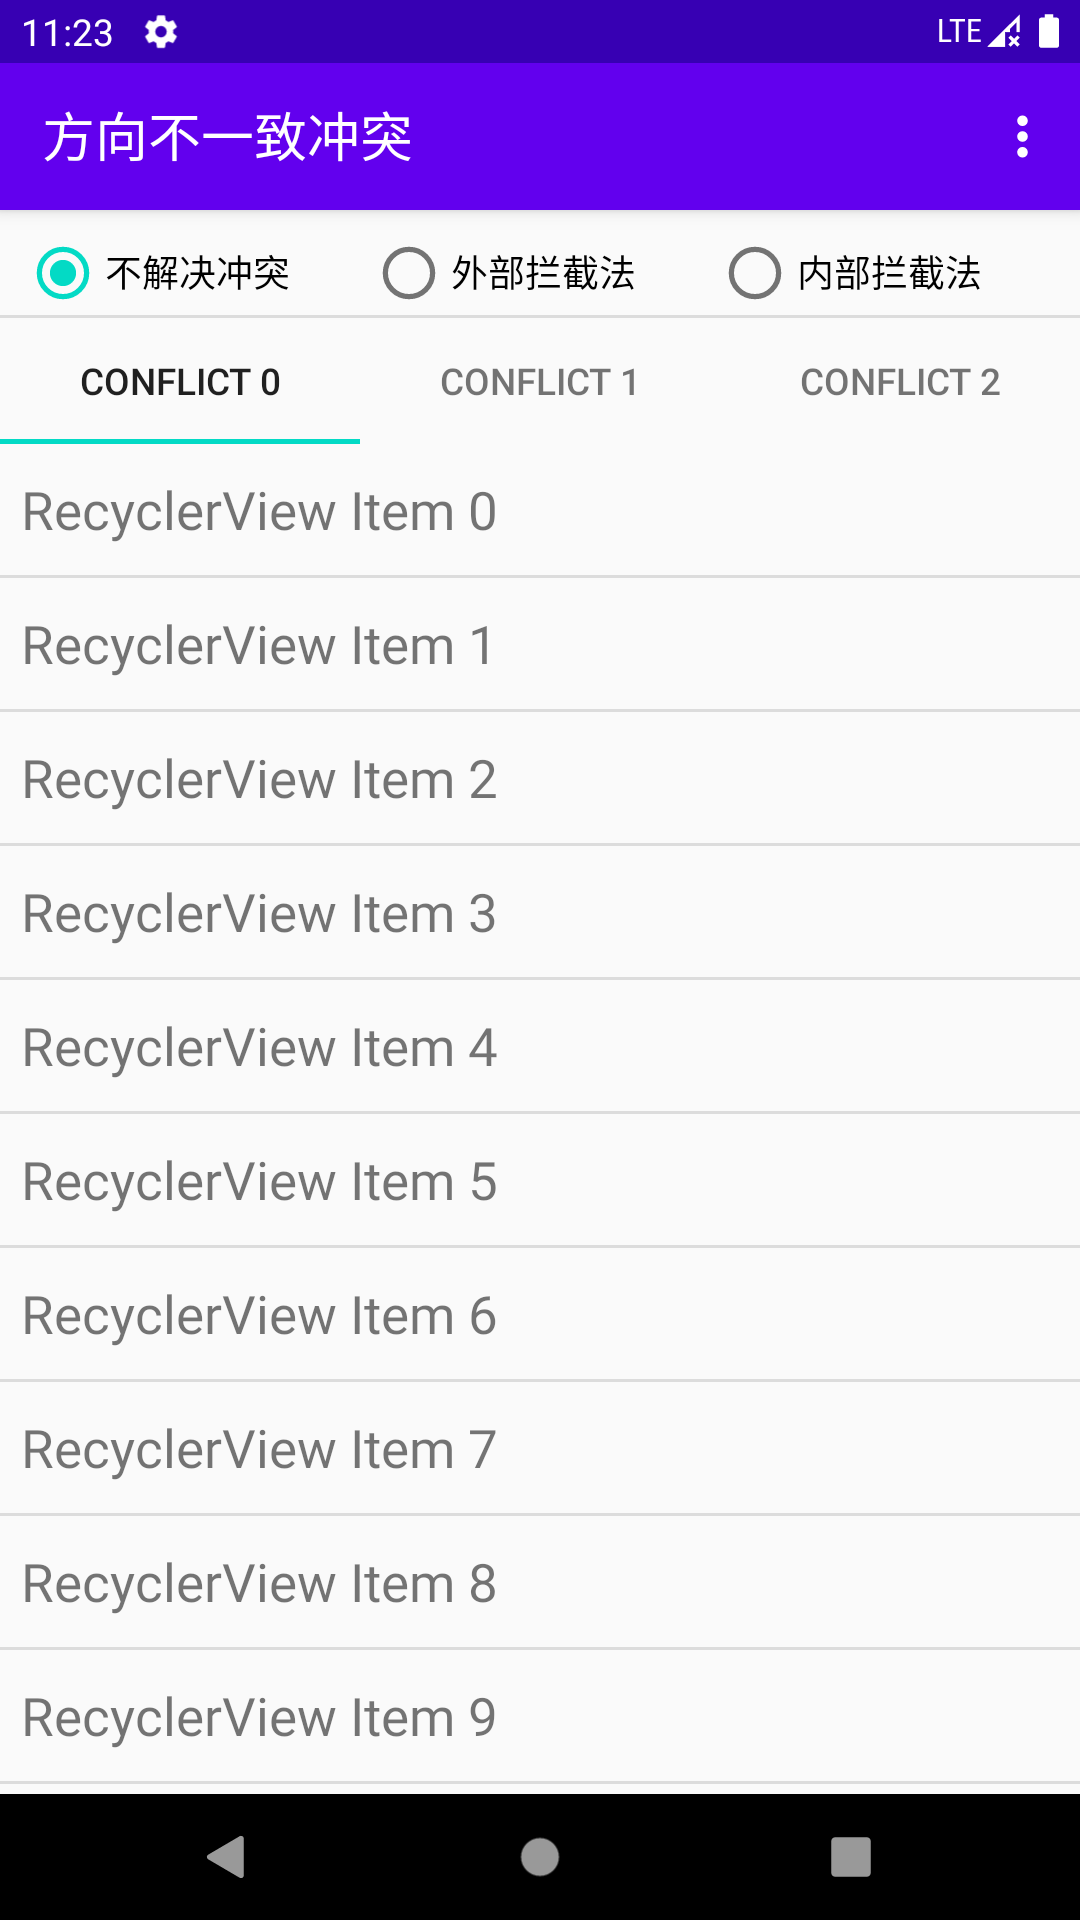 11:23 LTE
方向不一致冲突
不解决冲突 外部拦截法 内部拦截法
CONFLICT 0 CONFLICT 1 CONFLICT 2
RecyclerView Item 0
RecyclerView Item 1
RecyclerView Item 2
RecyclerView Item 3
RecyclerView Item 4
RecyclerView Item 5
RecyclerView Item 6
RecyclerView Item 7
RecyclerView Item 8
RecyclerView Item 9